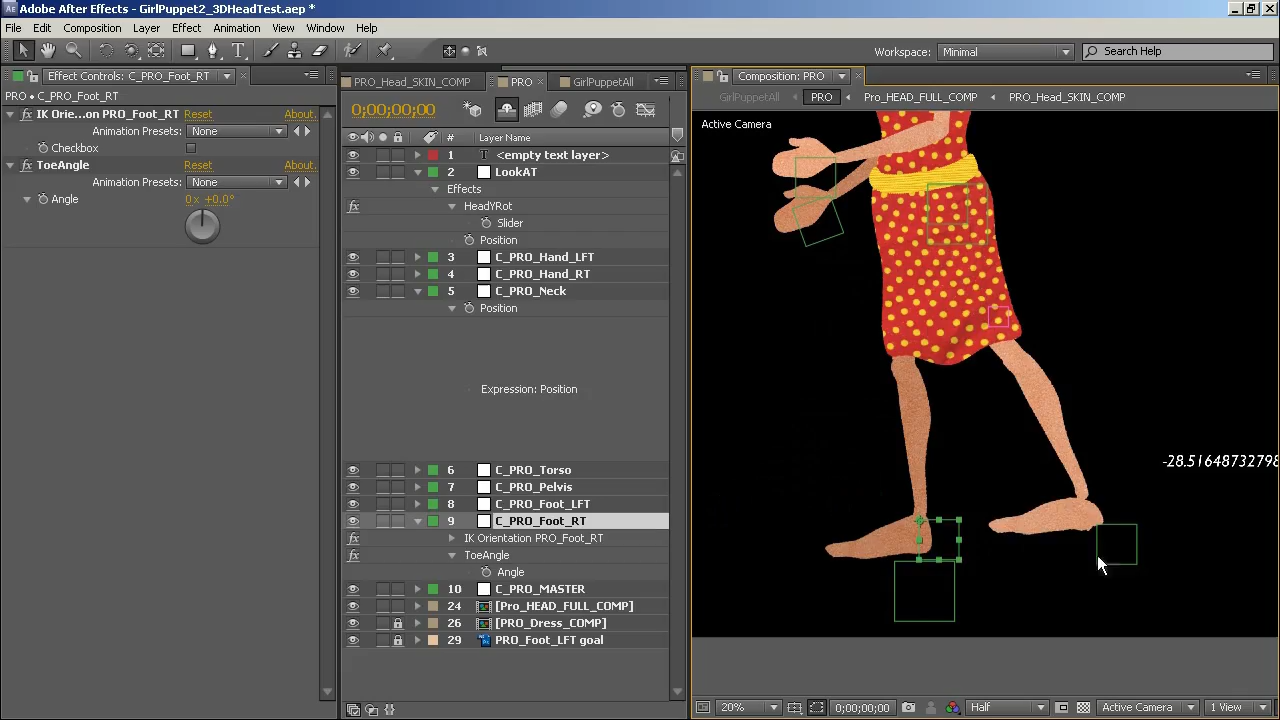 Adobe After Effects - GirlPuppet2_3DHeadTest.aep *
File Edit Composition Layer Effect Animation View Window Help
Workspace: Minimal Search Help
Effect Controls: C_PRO_Foot_RT
PRO • C_PRO_Foot_RT
IK Orie...on PRO_Foot_RT Reset About.
Animation Presets: None
Checkbox
ToeAngle Reset About.
Animation Presets: None
Angle 0x +0.0°
PRO_Head_SKIN_COMP PRO GirlPuppetAll
0;00;00;00
# Layer Name
1 T <empty text layer>
2 LookAT
Effects
HeadYRot
Slider
Position
3 C_PRO_Hand_LFT
4 C_PRO_Hand_RT
5 C_PRO_Neck
Position
Expression: Position
6 C_PRO_Torso
7 C_PRO_Pelvis
8 C_PRO_Foot_LFT
9 C_PRO_Foot_RT
IK Orientation PRO_Foot_RT
ToeAngle
Angle
10 C_PRO_MASTER
24 [Pro_HEAD_FULL_COMP]
26 [PRO_Dress_COMP]
29 PRO_Foot_LFT goal
Composition: PRO
GirlPuppetAll PRO Pro_HEAD_FULL_COMP PRO_Head_SKIN_COMP
Active Camera
-28.51648732798
20% 0;00;00;00 Half Active Camera 1 View